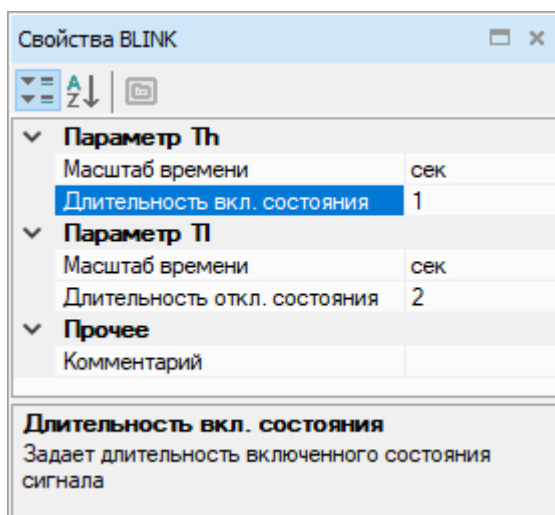 Свойства BLINK
AZ
Параметр Th
Масштаб времени сек
Длительность вкл. состояния 1
Параметр Tl
Масштаб времени сек
Длительность откл. состояния 2
Прочее
Комментарий
Длительность вкл. состояния
Задает длительность включенного состояния
сигнала